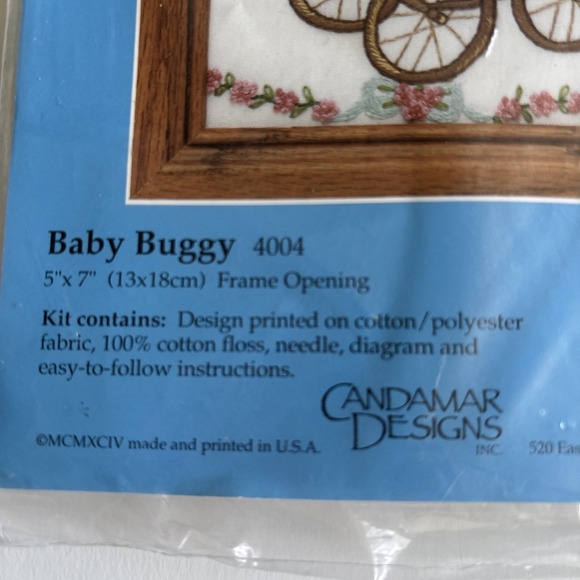 Baby Buggy 4004
5"x 7" (13x18cm) Frame Opening
Kit contains: Design printed on cotton/polyester
fabric, 100% cotton floss, needle, diagram and
easy-to-follow instructions.
CANDAMAR
DESIGNS
INC.
©MCMXCIV made and printed in U.S.A.
520 Eas